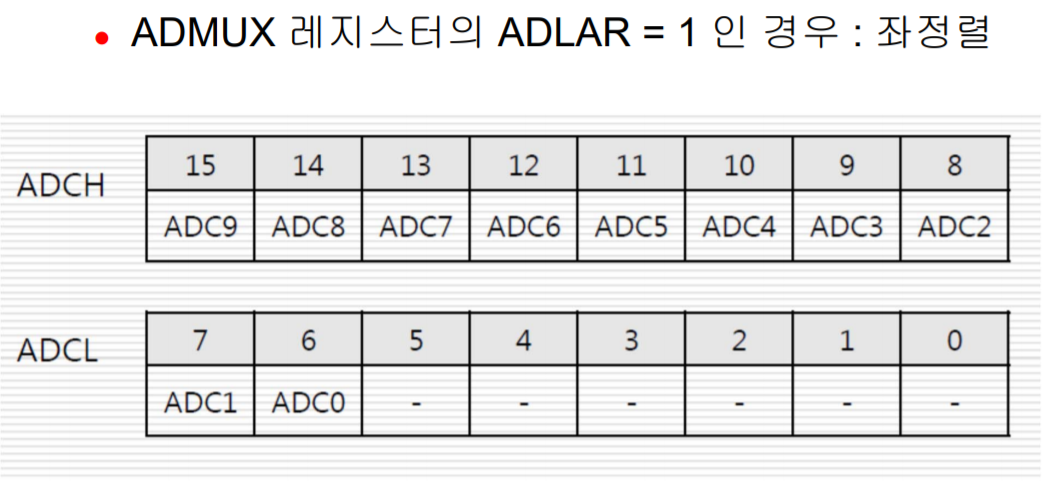 • ADMUX 레지스터의 ADLAR = 1 인 경우 : 좌정렬
15 14 13 12 11 10 9 8
ADCH
ADC9 ADC8 ADC7 ADC6 ADC5 ADC4 ADC3 ADC2
7 6 5 4 3 2 1 0
ADCL
ADC1 ADC0 - - - - - -